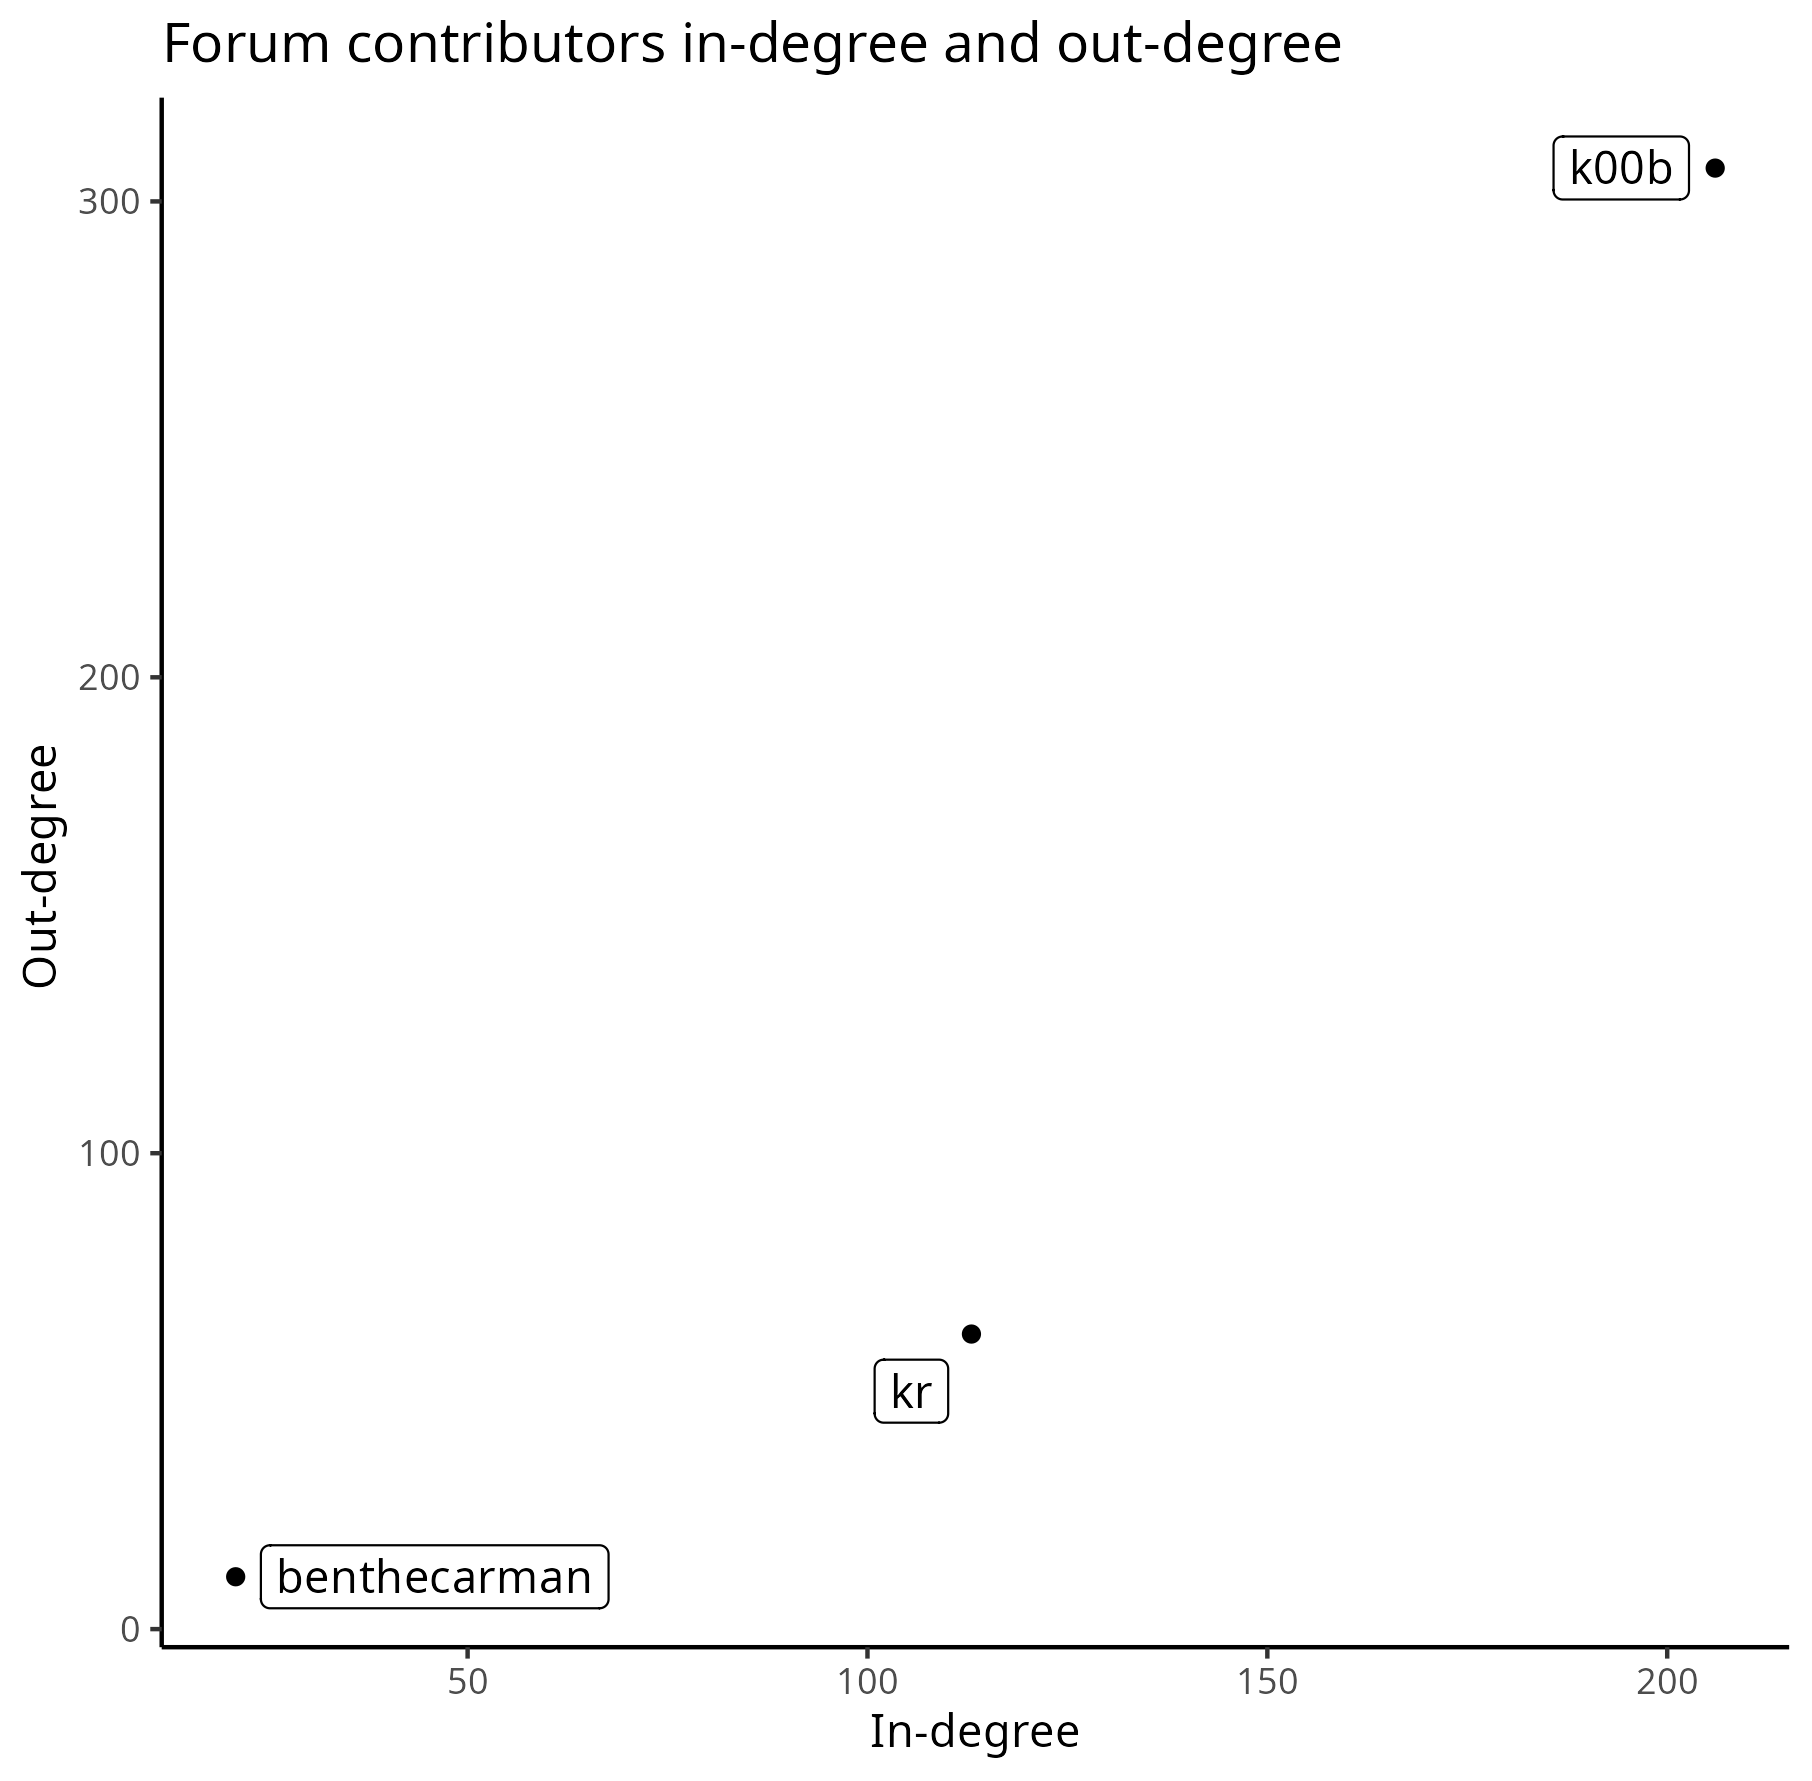 Forum contributors in-degree and out-degree
k00b
300
200
Out-degree
100
kr
benthecarman
0
50 100 150 200
In-degree